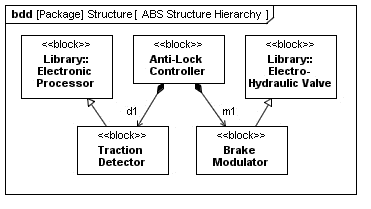 bdd [Package] Structure [ ABS Structure Hierarchy ]
<<block>>
Library::
Electronic
Processor
<<block>>
Anti-Lock
Controller
<<block>>
Library::
Electro-
Hydraulic Valve
d1
m1
<<block>>
Traction
Detector
<<block>>
Brake
Modulator